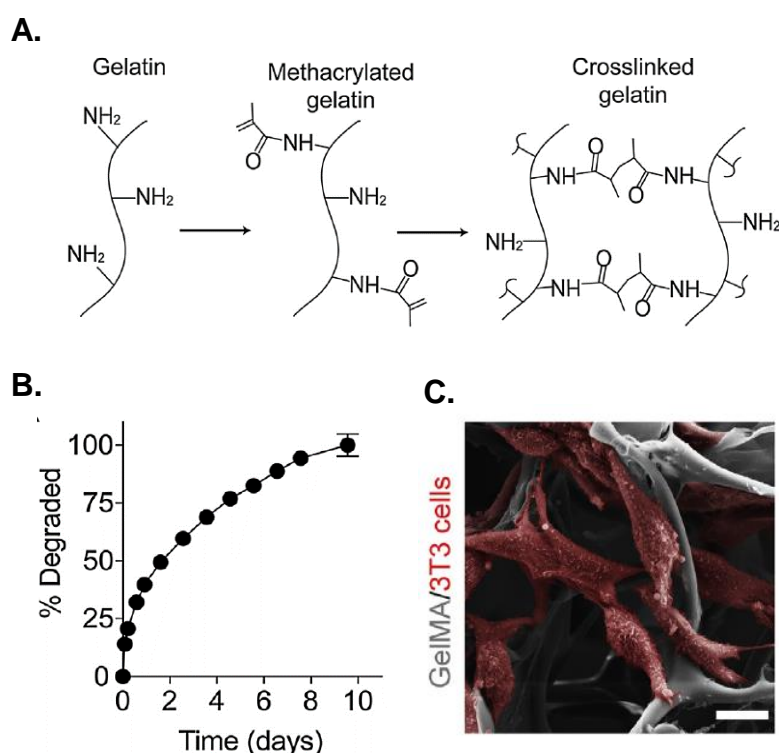 A.
Gelatin
Methacrylated
gelatin
Crosslinked
gelatin
NH₂
NH₂
NH₂
NH
O
NH₂
NH
O
NH
O
O
NH
NH₂
NH₂
NH
O
O
NH
B.
% Degraded
100
75
50
25
0
0 2 4 6 8 10
Time (days)
C.
GelMA/3T3 cells